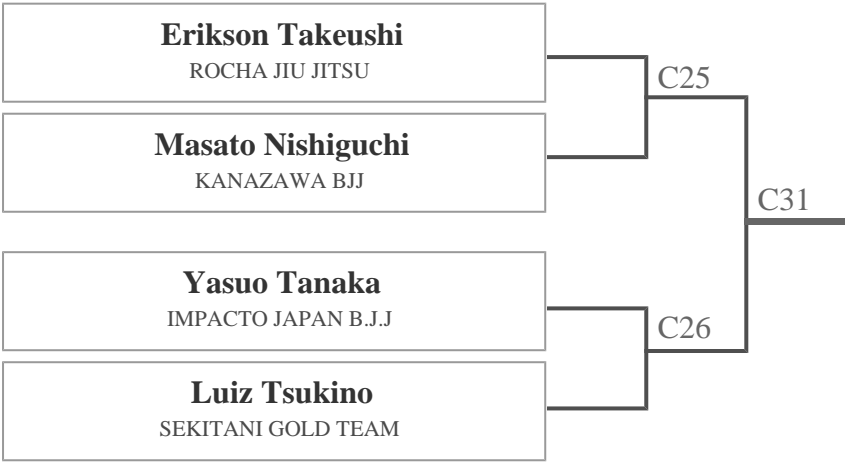 Erikson Takeushi
ROCHA JIU JITSU
C25
Masato Nishiguchi
KANAZAWA BJJ
C31
Yasuo Tanaka
IMPACTO JAPAN B.J.J
C26
Luiz Tsukino
SEKITANI GOLD TEAM